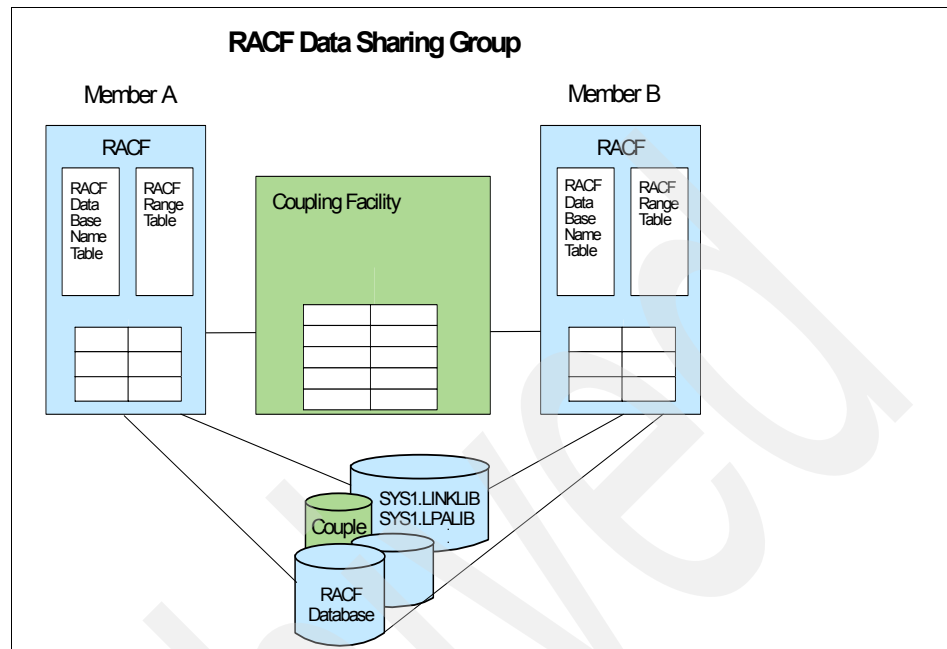 RACF Data Sharing Group
Member A
Member B
RACF
RACF
Data
Base
Name
Table
RACF
Range
Table
Coupling Facility
RACF
RACF
Data
Base
Name
Table
RACF
Range
Table
SYS1.LINKLIB
SYS1.LPALIB
:
Couple
RACF
Database